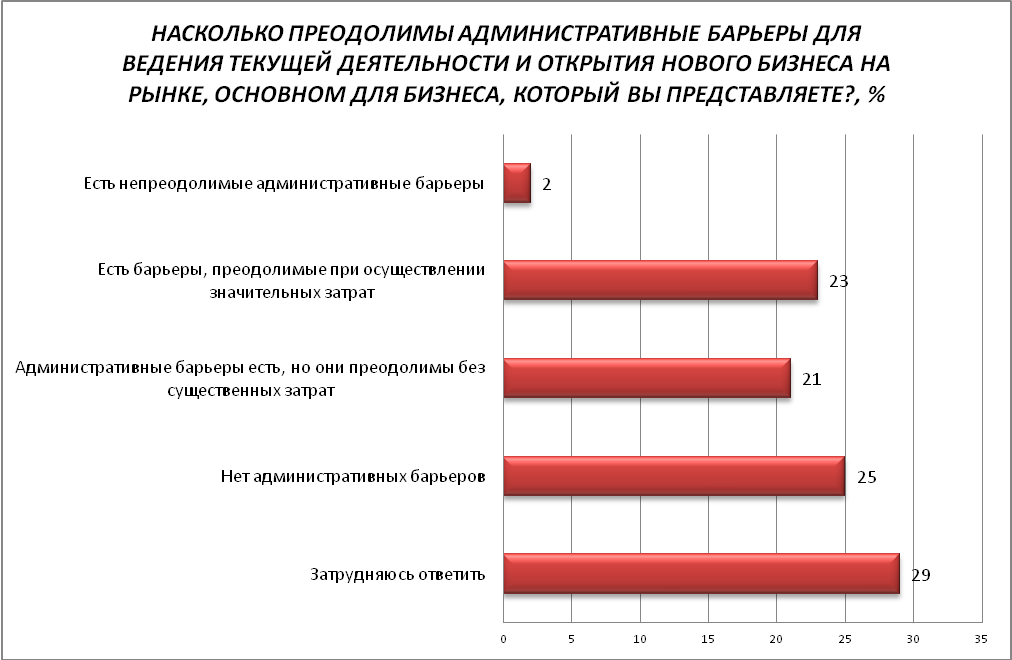 НАСКОЛЬКО ПРЕОДОЛИМЫ АДМИНИСТРАТИВНЫЕ БАРЬЕРЫ ДЛЯ
ВЕДЕНИЯ ТЕКУЩЕЙ ДЕЯТЕЛЬНОСТИ И ОТКРЫТИЯ НОВОГО БИЗНЕСА НА
РЫНКЕ, ОСНОВНОМ ДЛЯ БИЗНЕСА, КОТОРЫЙ ВЫ ПРЕДСТАВЛЯЕТЕ?, %
Есть непреодолимые административные барьеры
2
Есть барьеры, преодолимые при осуществлении
значительных затрат
23
Административные барьеры есть, но они преодолимы без
существенных затрат
21
Нет административных барьеров
25
Затрудняюсь ответить
29
0 5 10 15 20 25 30 35